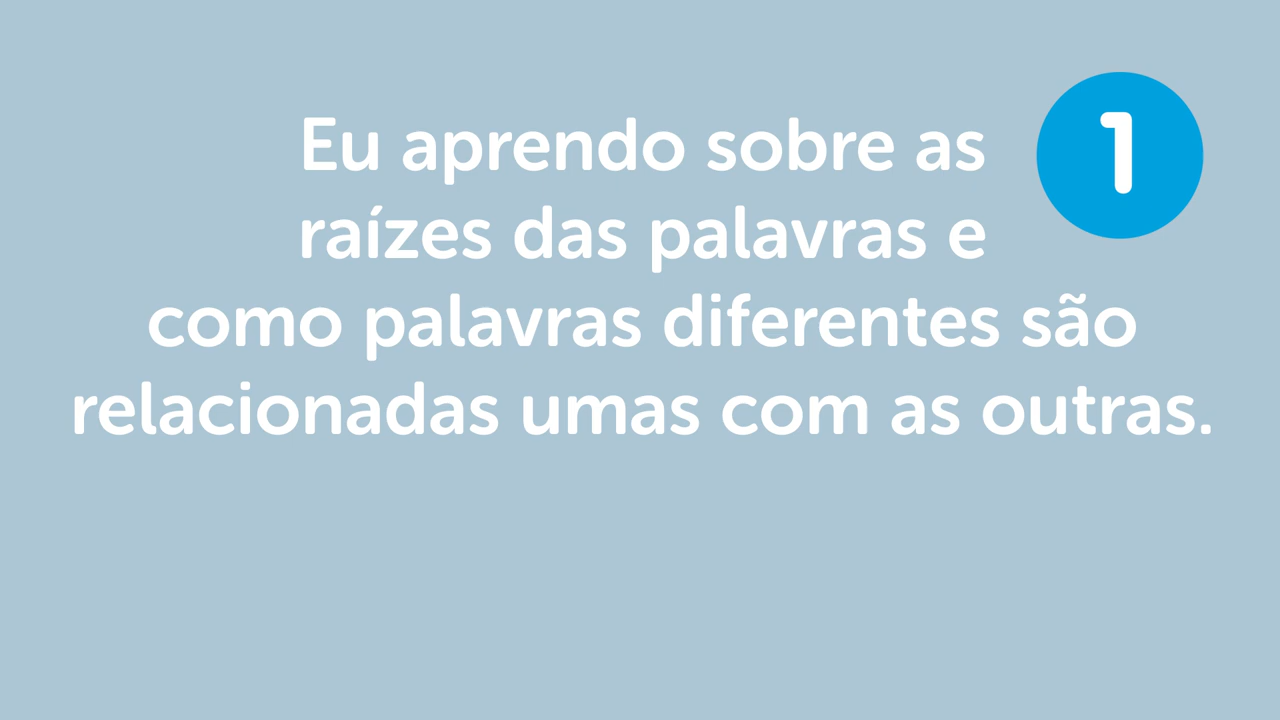 Eu aprendo sobre as
1
raízes das palavras e
como palavras diferentes são
relacionadas umas com as outras.